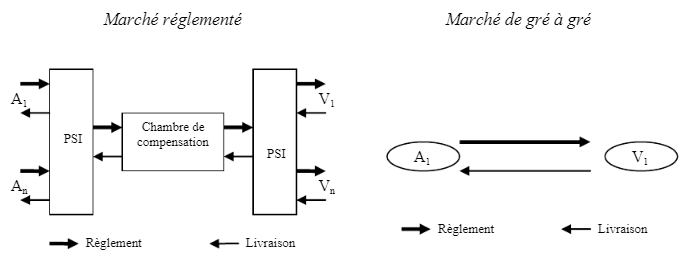 Marché réglementé
Marché de gré à gré
A1
An
PSI
Chambre de
compensation
PSI
V1
Vn
A1
V1
Règlement
Livraison
Règlement
Livraison